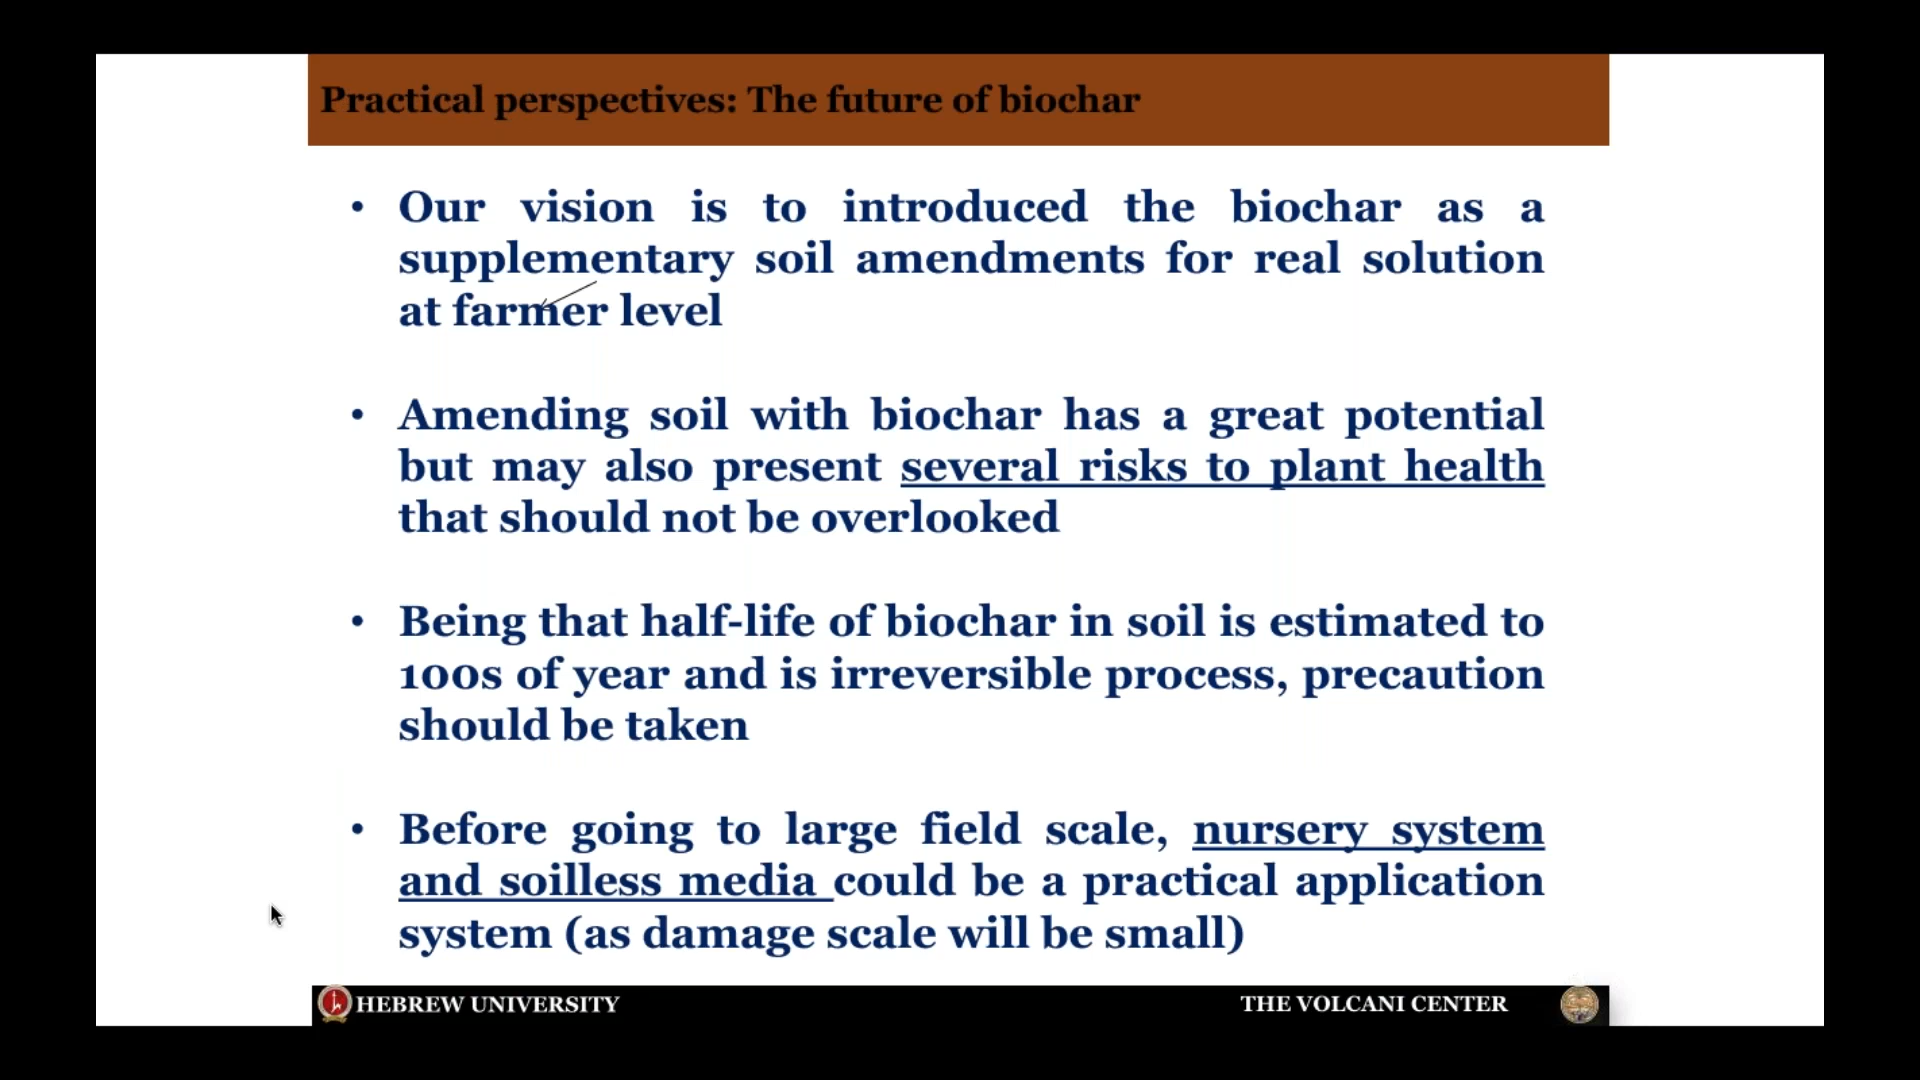 Practical perspectives: The future of biochar
• Our vision is to introduced the biochar as a
supplementary soil amendments for real solution
at farmer level
• Amending soil with biochar has a great potential
but may also present several risks to plant health
that should not be overlooked
• Being that half-life of biochar in soil is estimated to
100s of year and is irreversible process, precaution
should be taken
• Before going to large field scale, nursery system
and soilless media could be a practical application
system (as damage scale will be small)
HEBREW UNIVERSITY
THE VOLCANI CENTER